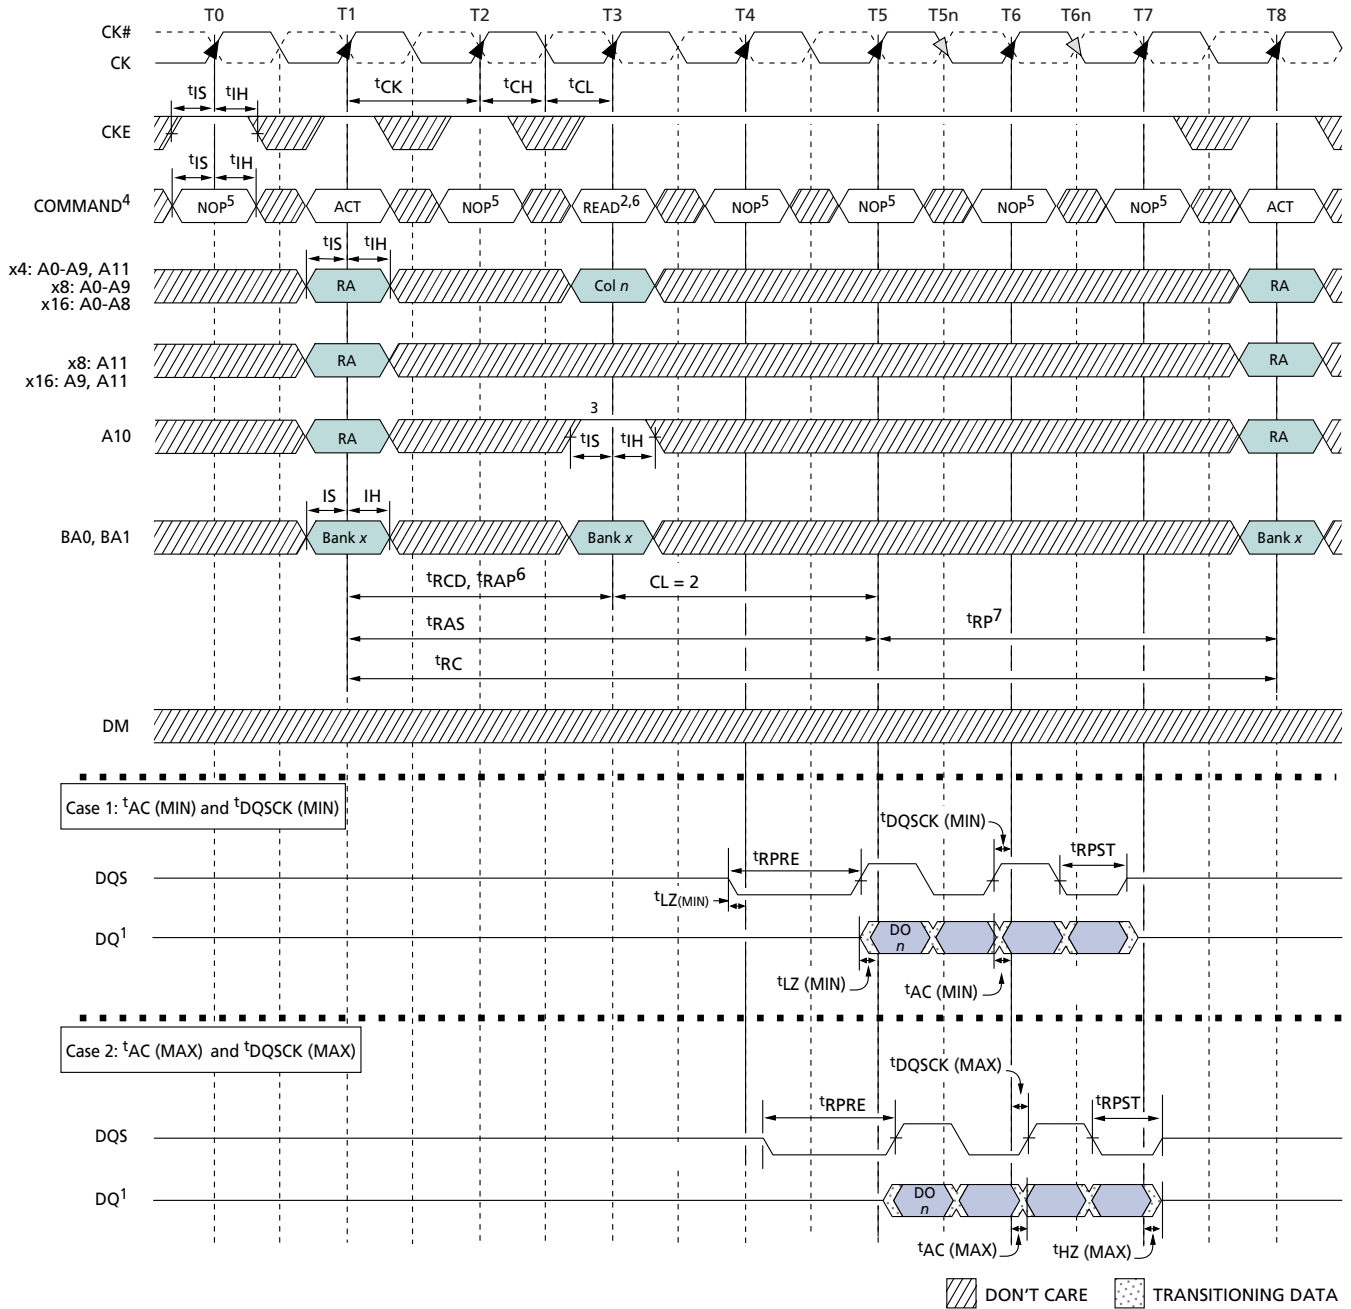 T0 T1 T2 T3 T4 T5 T5n T6 T6n T7 T8
CK#
CK
tCK tCH tCL
tIS tIH
CKE
tIS tIH
COMMAND4 NOP5 ACT NOP5 READ2,6 NOP5 NOP5 NOP5 NOP5 ACT
tIS tIH
x4: A0-A9, A11
x8: A0-A9
x16: A0-A8
RA Col n RA
x8: A11
x16: A9, A11
RA RA
3
A10 RA tIS tIH RA
IS IH
BA0, BA1 Bank x Bank x Bank x
tRCD, tRAP6 CL = 2
tRAS tRP7
tRC
DM
Case 1: tAC (MIN) and tDQSCK (MIN)
tDQSCK (MIN)
tRPRE tRPST
DQS
tLZ(MIN)
DQ1 DO
n
tLZ (MIN) tAC (MIN)
Case 2: tAC (MAX) and tDQSCK (MAX)
tDQSCK (MAX)
tRPRE tRPST
DQS
DQ1 DO
n
tAC (MAX) tHZ (MAX)
DON'T CARE TRANSITIONING DATA